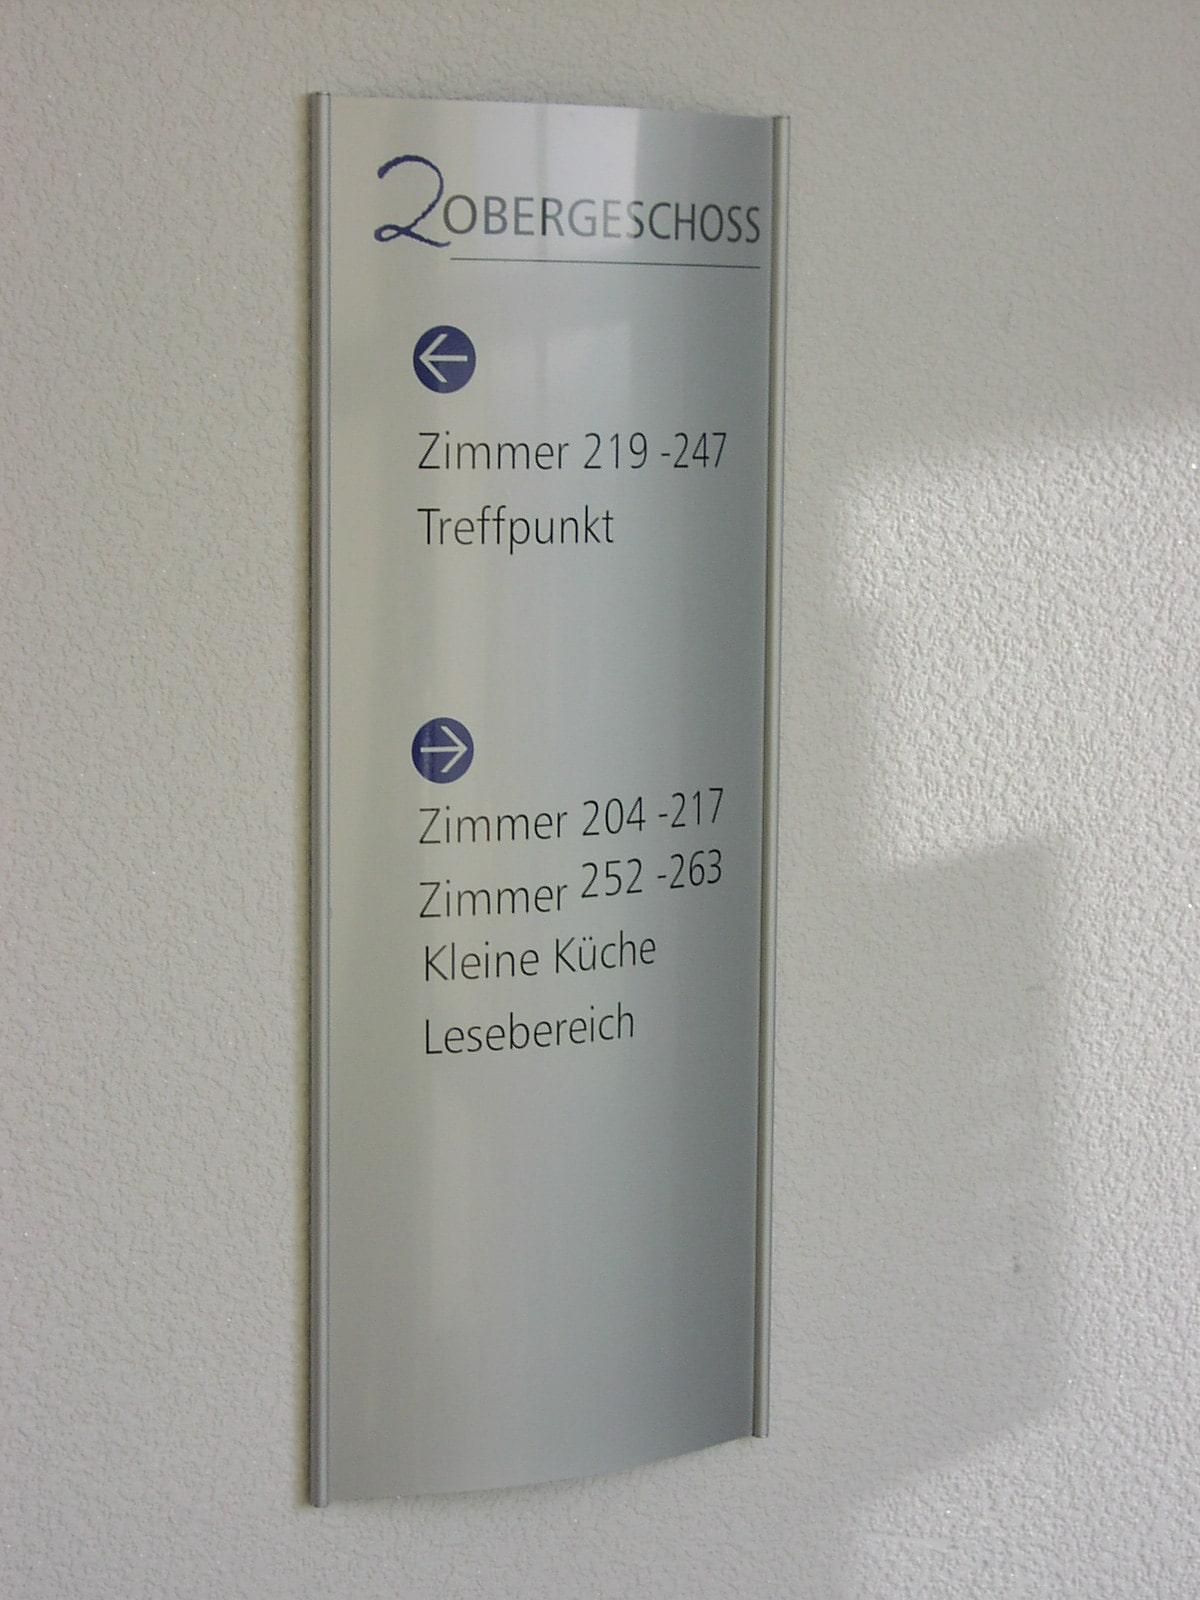 2 OBERGESCHOSS
Zimmer 219 -247
Treffpunkt
Zimmer 204 -217
Zimmer 252 -263
Kleine Küche
Lesebereich